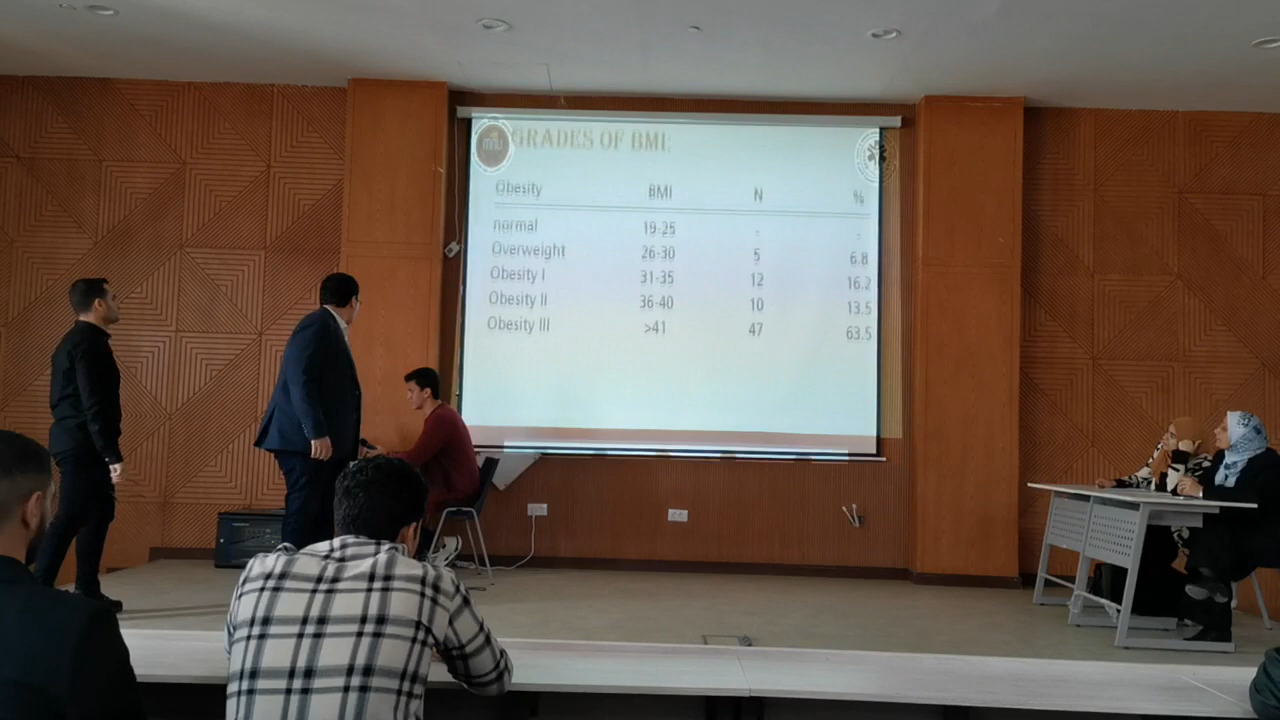 mnu
GRADES OF BMI:
Obesity BMI N %
normal 19-25 - -
Overweight 26-30 5 6.8
Obesity I 31-35 12 16.2
Obesity II 36-40 10 13.5
Obesity III >41 47 63.5